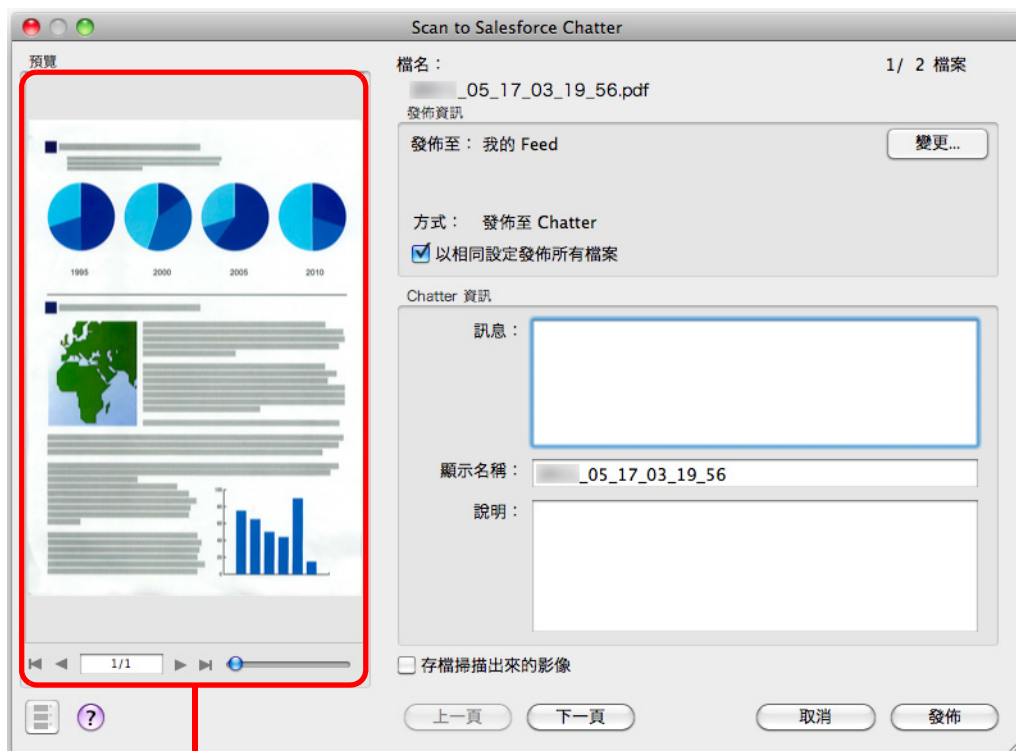 Scan to Salesforce Chatter
預覽
檔名：
1/ 2 檔案
_05_17_03_19_56.pdf
發佈資訊
發佈至： 我的 Feed
變更...
方式： 發佈至 Chatter
以相同設定發佈所有檔案
Chatter 資訊
訊息：
顯示名稱：
_05_17_03_19_56
說明：
1995 2000 2005 2010
1/1
存檔掃描出來的影像
?
上一頁
下一頁
取消
發佈